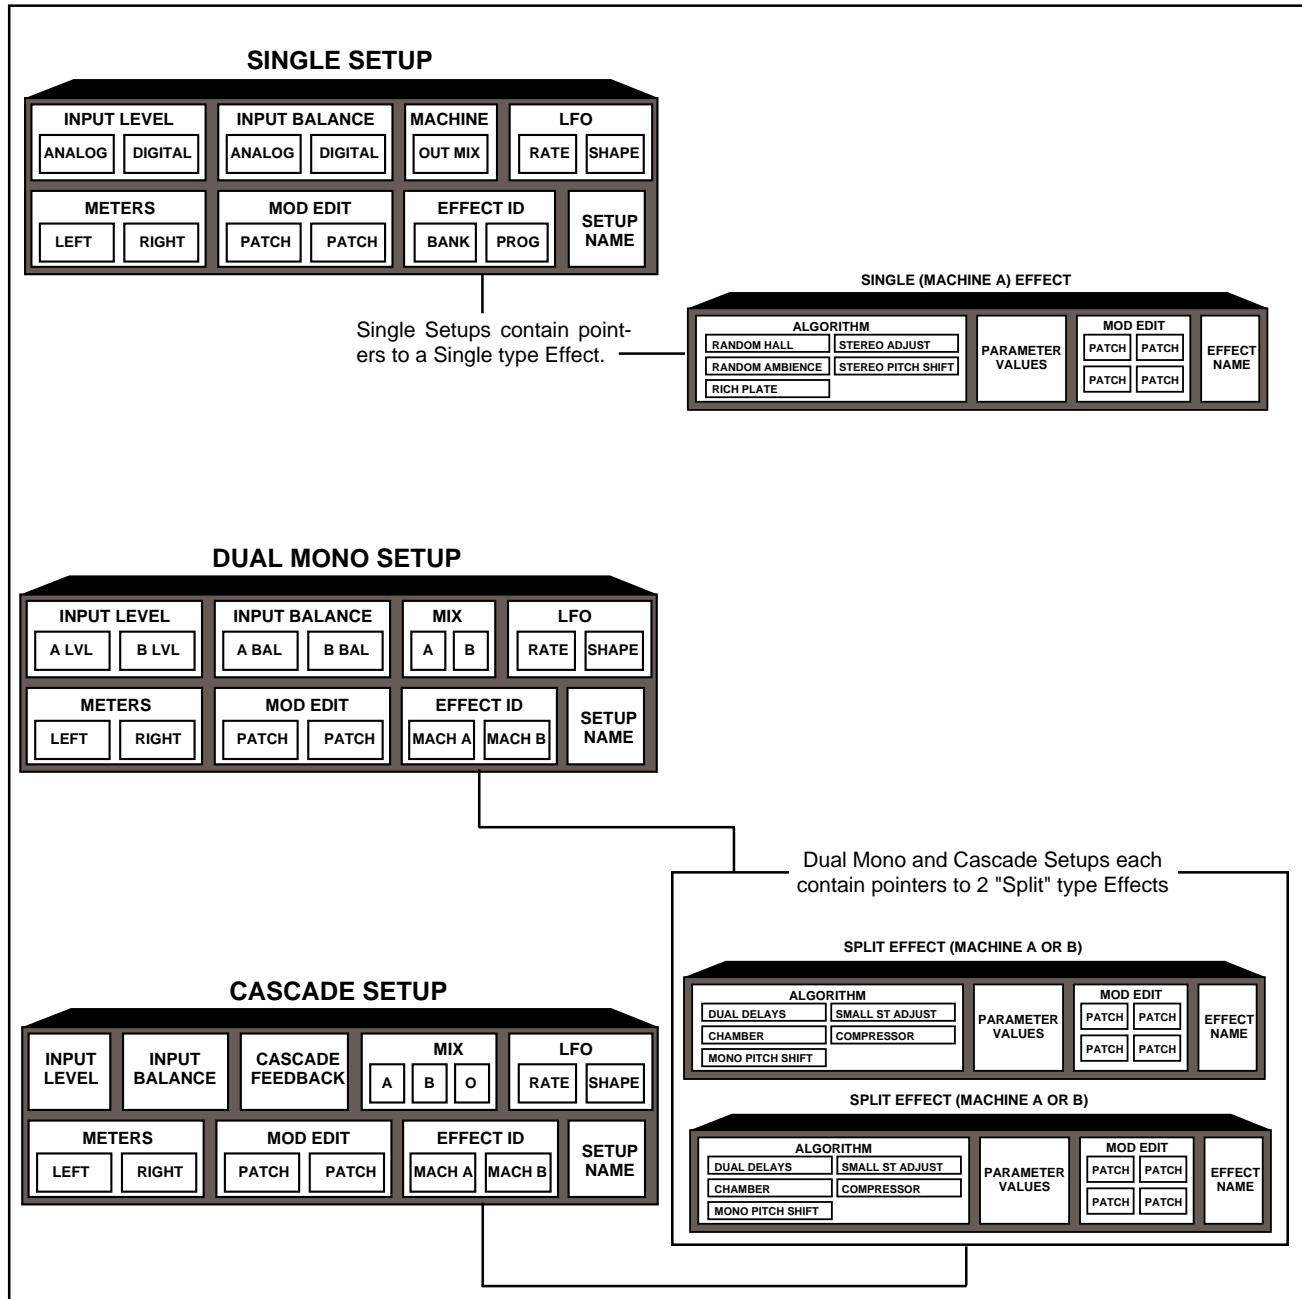 SINGLE SETUP
INPUT LEVEL
ANALOG DIGITAL
INPUT BALANCE
ANALOG DIGITAL
MACHINE
OUT MIX
LFO
RATE SHAPE
METERS
LEFT RIGHT
MOD EDIT
PATCH PATCH
EFFECT ID
BANK PROG
SETUP
NAME
Single Setups contain point-
ers to a Single type Effect.
SINGLE (MACHINE A) EFFECT
ALGORITHM
RANDOM HALL STEREO ADJUST
RANDOM AMBIENCE STEREO PITCH SHIFT
RICH PLATE
PARAMETER
VALUES
MOD EDIT
PATCH PATCH
PATCH PATCH
EFFECT
NAME
DUAL MONO SETUP
INPUT LEVEL
A LVL B LVL
INPUT BALANCE
A BAL B BAL
MIX
A B
LFO
RATE SHAPE
METERS
LEFT RIGHT
MOD EDIT
PATCH PATCH
EFFECT ID
MACH A MACH B
SETUP
NAME
Dual Mono and Cascade Setups each
contain pointers to 2 "Split" type Effects
SPLIT EFFECT (MACHINE A OR B)
ALGORITHM
DUAL DELAYS SMALL ST ADJUST
CHAMBER COMPRESSOR
MONO PITCH SHIFT
PARAMETER
VALUES
MOD EDIT
PATCH PATCH
PATCH PATCH
EFFECT
NAME
SPLIT EFFECT (MACHINE A OR B)
ALGORITHM
DUAL DELAYS SMALL ST ADJUST
CHAMBER COMPRESSOR
MONO PITCH SHIFT
PARAMETER
VALUES
MOD EDIT
PATCH PATCH
PATCH PATCH
EFFECT
NAME
CASCADE SETUP
INPUT
LEVEL
INPUT
BALANCE
CASCADE
FEEDBACK
MIX
A B O
LFO
RATE SHAPE
METERS
LEFT RIGHT
MOD EDIT
PATCH PATCH
EFFECT ID
MACH A MACH B
SETUP
NAME